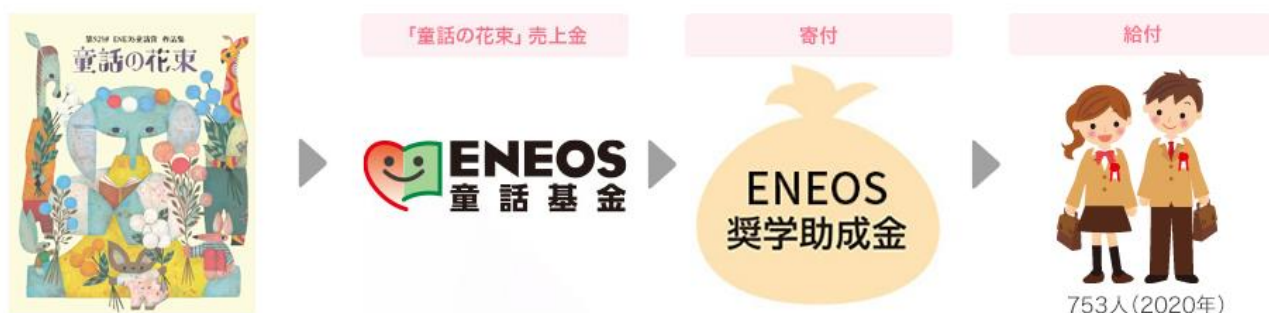 第52回 ENEOS童話賞 作品集
童話の花束
「童話の花束」売上金
ENEOS
童話基金
寄付
ENEOS
奨学助成金
給付
753人(2020年)